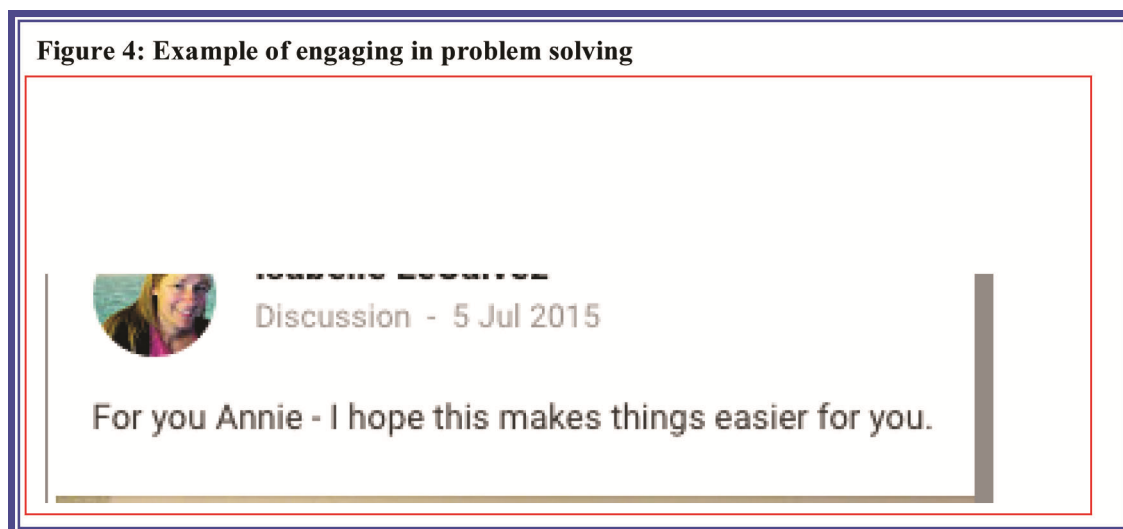 Figure 4: Example of engaging in problem solving
Discussion - 5 Jul 2015
For you Annie - I hope this makes things easier for you.